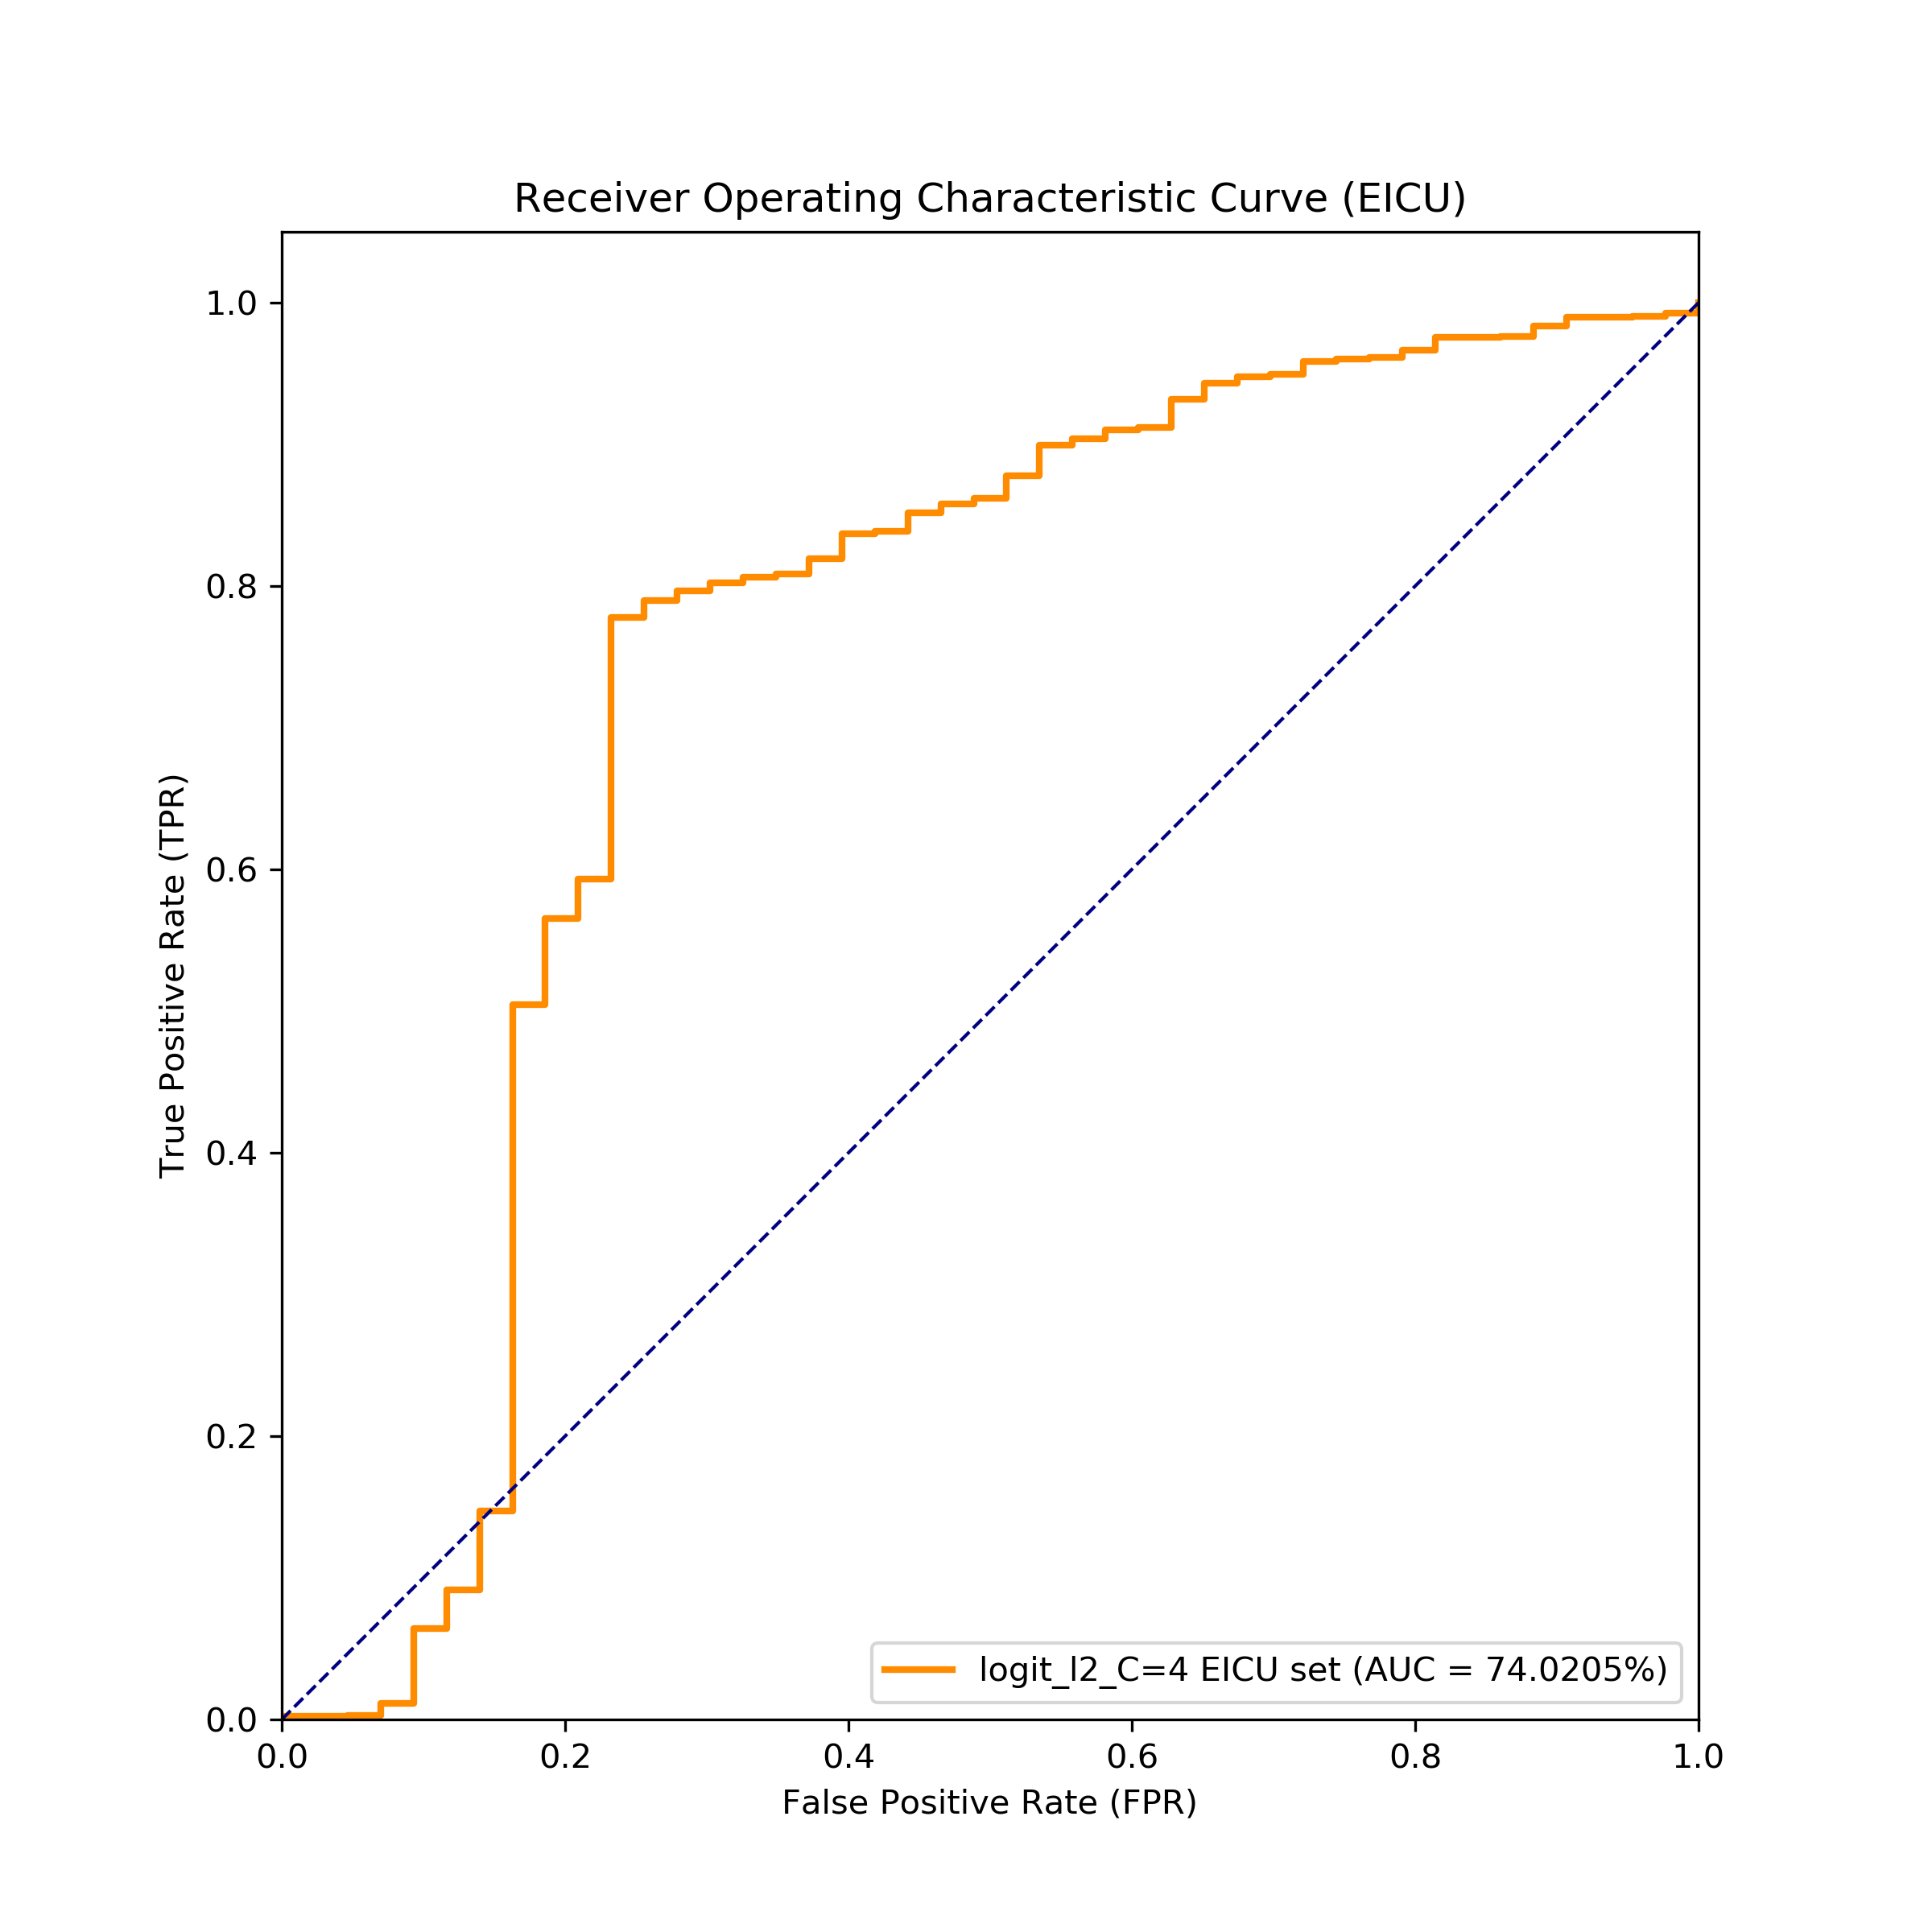 Receiver Operating Characteristic Curve (EICU)
True Positive Rate (TPR)
1.0
0.8
0.6
0.4
0.2
0.0
0.0 0.2 0.4 0.6 0.8 1.0
False Positive Rate (FPR)
logit_l2_C=4 EICU set (AUC = 74.0205%)